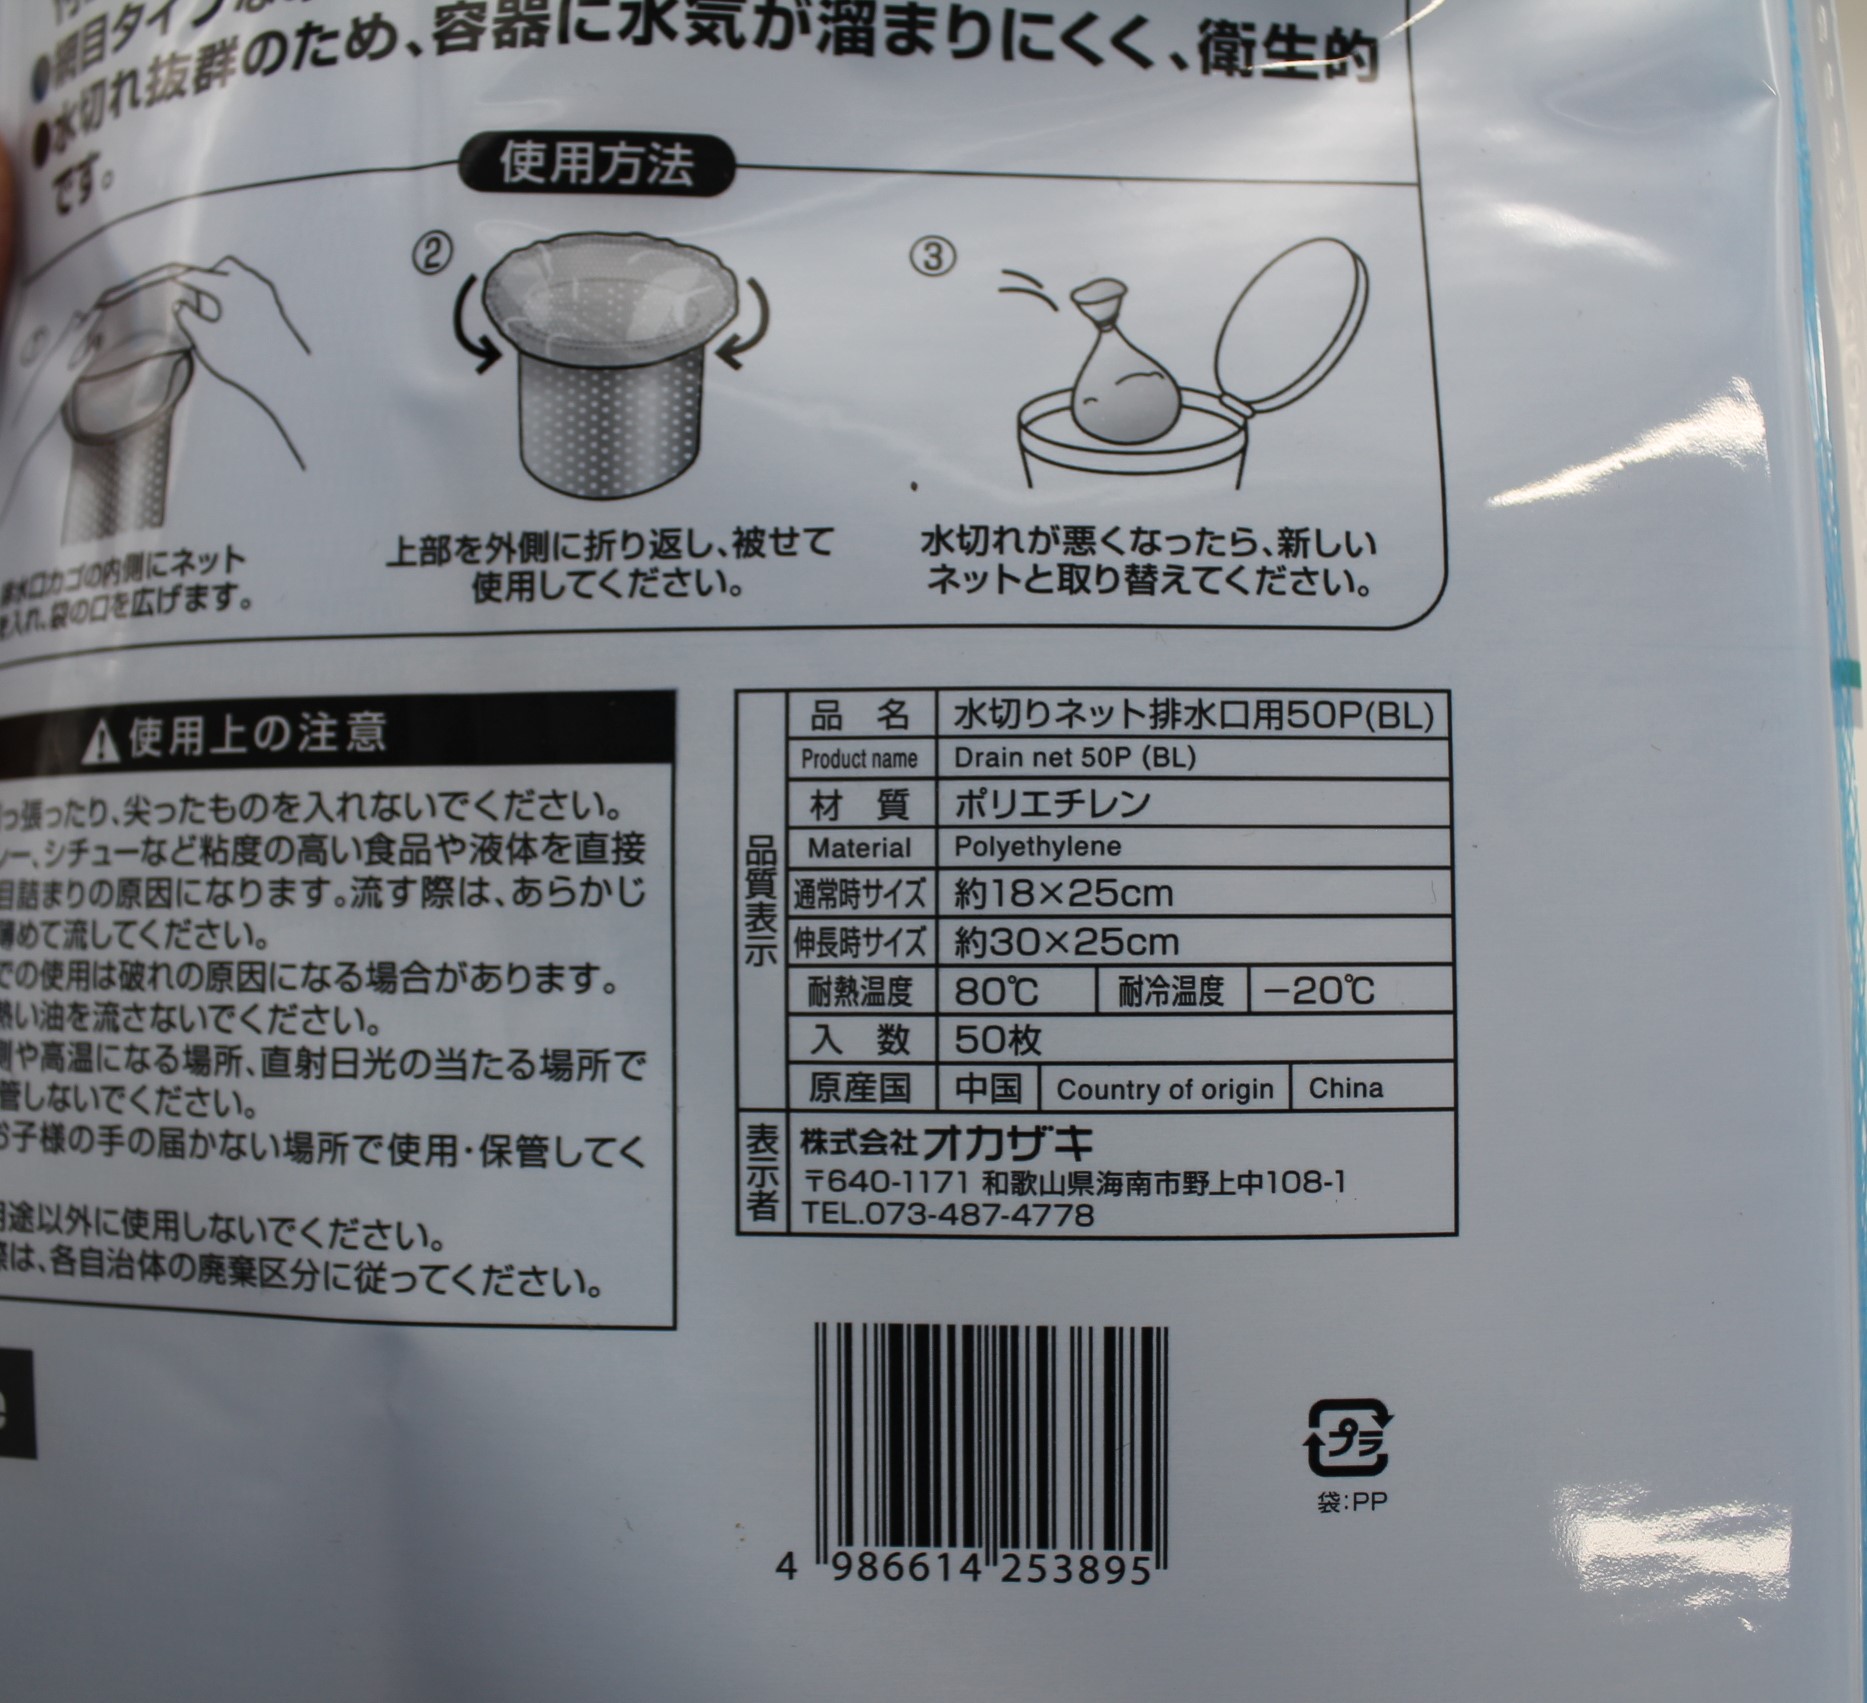 ●網目タイプ
●水切れ抜群のため、容器に水気が溜まりにくく、衛生的
です。
使用方法
②
③
排水口カゴの内側にネット
を入れ、袋の口を広げます。
上部を外側に折り返し、被せて
使用してください。
水切れが悪くなったら、新しい
ネットと取り替えてください。
使用上の注意
っ張ったり、尖ったものを入れないでください。
ー、シチューなど粘度の高い食品や液体を直接
目詰まりの原因になります。流す際は、あらかじ
薄めて流してください。
での使用は破れの原因になる場合があります。
熱い油を流さないでください。
側や高温になる場所、直射日光の当たる場所で
管しないでください。
お子様の手の届かない場所で使用・保管してく
用途以外に使用しないでください。
際は、各自治体の廃棄区分に従ってください。
品質表示
品 名 水切りネット排水口用50P(BL)
Product name Drain net 50P (BL)
材 質 ポリエチレン
Material Polyethylene
通常時サイズ 約18×25cm
伸長時サイズ 約30×25cm
耐熱温度 80℃ 耐冷温度 −20℃
入 数 50枚
原産国 中国 Country of origin China
表示者
株式会社オカザキ
〒640-1171 和歌山県海南市野上中108-1
TEL.073-487-4778
4 986614 253895
プラ
袋:PP